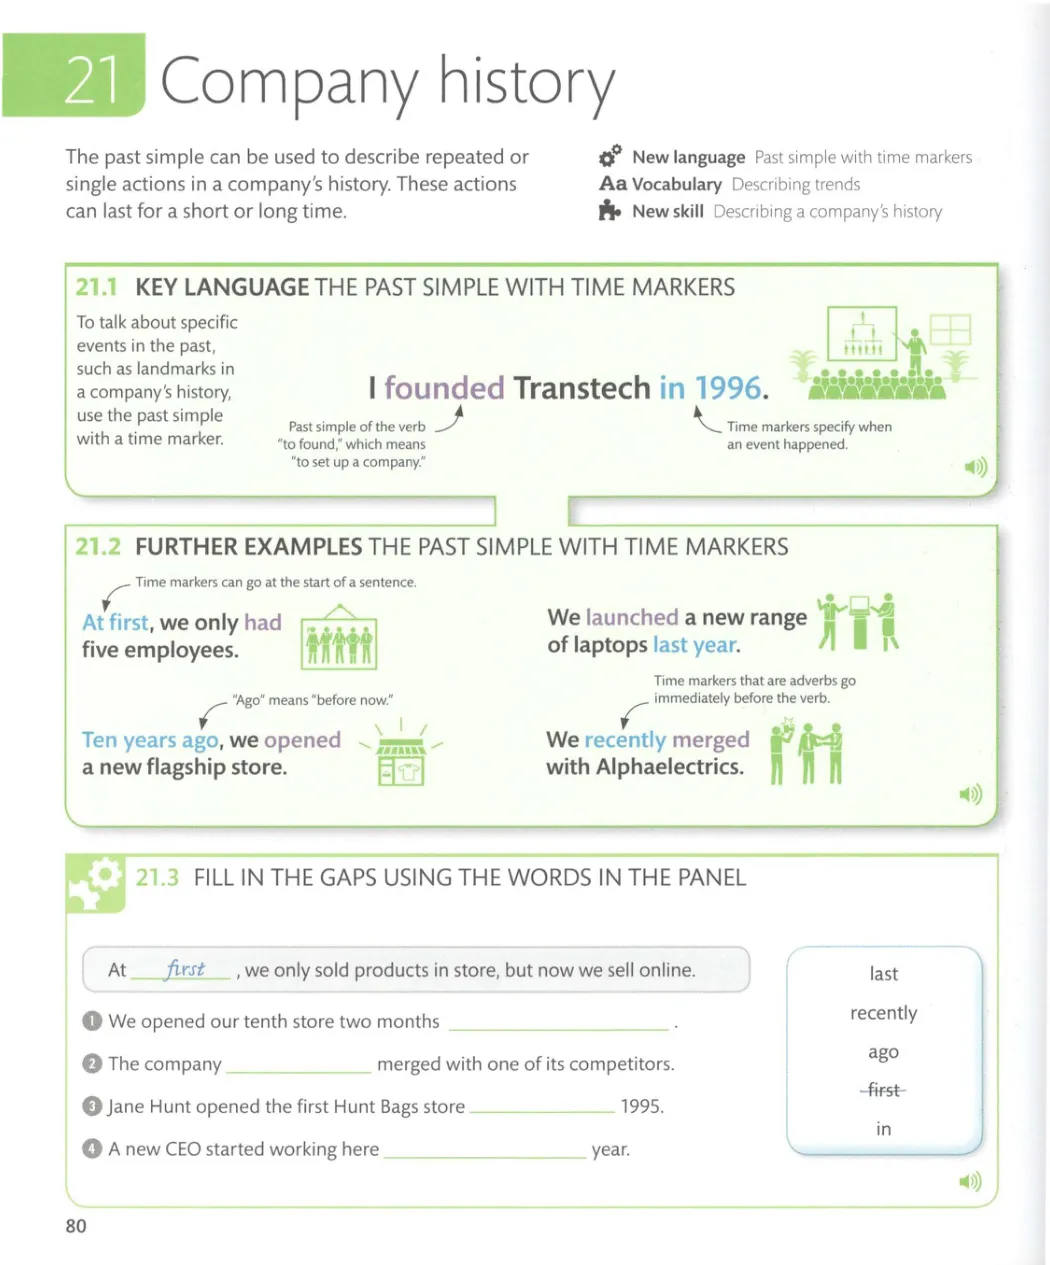 21 Company history
The past simple can be used to describe repeated or
single actions in a company's history. These actions
can last for a short or long time.
New language Past simple with time markers
Aa Vocabulary Describing trends
New skill Describing a company's history
21.1 KEY LANGUAGE THE PAST SIMPLE WITH TIME MARKERS
To talk about specific
events in the past,
such as landmarks in
a company's history,
use the past simple
with a time marker.
I founded Transtech in 1996.
Past simple of the verb
"to found," which means
"to set up a company."
Time markers specify when
an event happened.
21.2 FURTHER EXAMPLES THE PAST SIMPLE WITH TIME MARKERS
Time markers can go at the start of a sentence.
At first, we only had
five employees.
We launched a new range
of laptops last year.
"Ago" means "before now."
Ten years ago, we opened
a new flagship store.
Time markers that are adverbs go
immediately before the verb.
We recently merged
with Alphaelectrics.
21.3 FILL IN THE GAPS USING THE WORDS IN THE PANEL
At first, we only sold products in store, but now we sell online.
1 We opened our tenth store two months ____.
2 The company ____ merged with one of its competitors.
3 Jane Hunt opened the first Hunt Bags store ____ 1995.
4 A new CEO started working here ____ year.
last
recently
ago
first
in
80